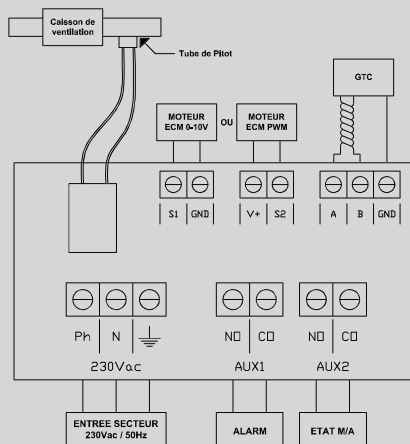 Caisson de
ventilation
Tube de Pitot
GTC
MOTEUR
ECM 0-10V
OU
MOTEUR
ECM PWM
S1 GND
V+ S2
A B GND
Ph N
230Vac
NO CO
AUX1
NO CO
AUX2
ENTREE SECTEUR
230Vac / 50Hz
ALARM
ETAT M/A